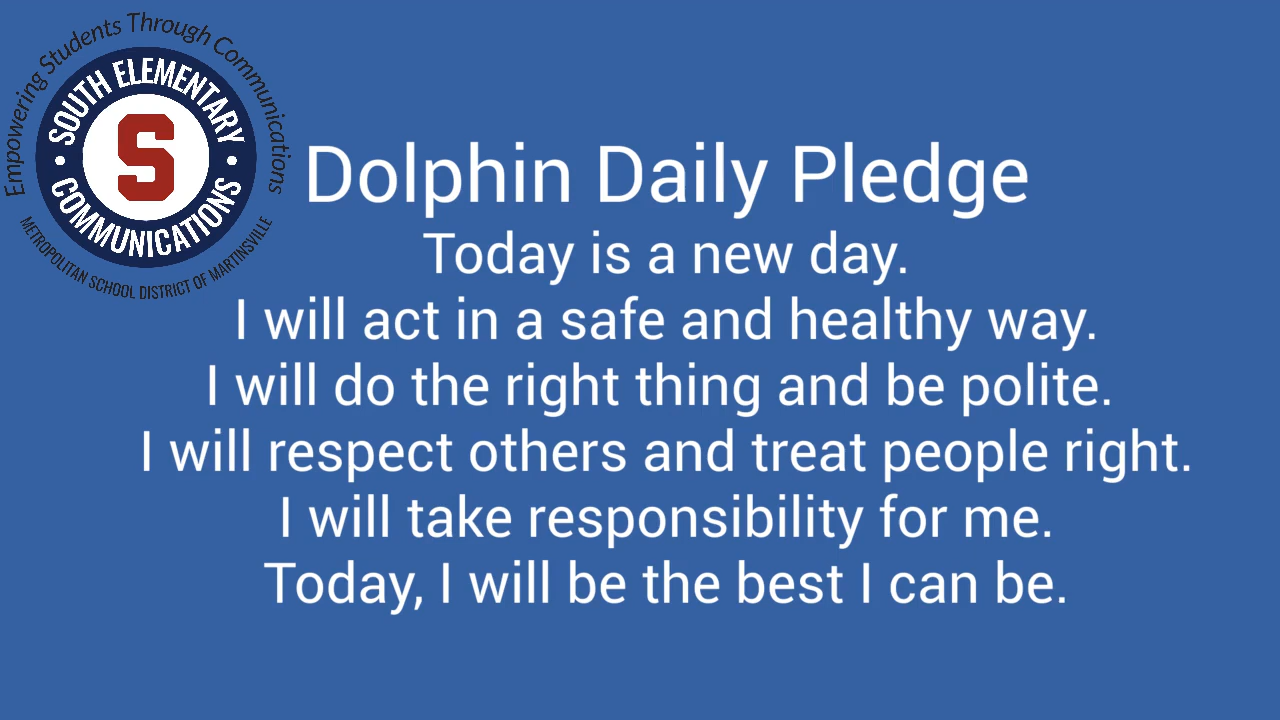 Empowering Students Through Communications
SOUTH ELEMENTARY
S
COMMUNICATIONS
METROPOLITAN SCHOOL DISTRICT OF MARTINSVILLE
Dolphin Daily Pledge
Today is a new day.
I will act in a safe and healthy way.
I will do the right thing and be polite.
I will respect others and treat people right.
I will take responsibility for me.
Today, I will be the best I can be.